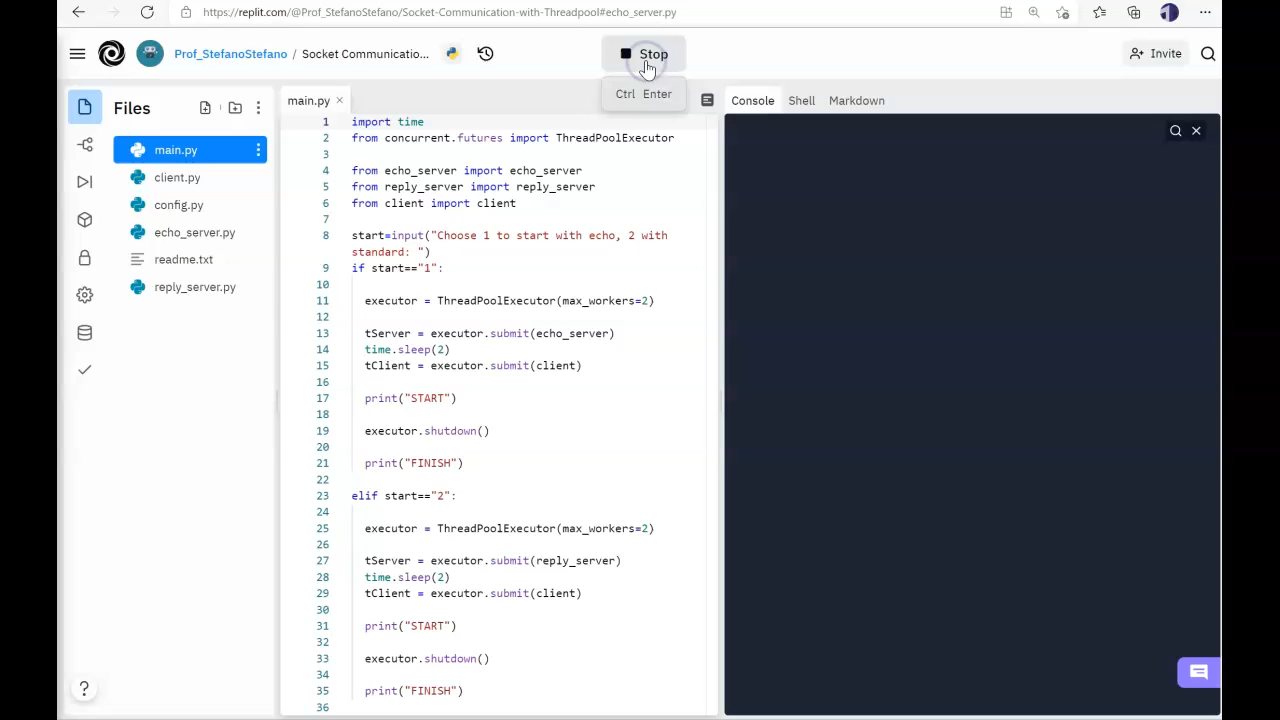 https://replit.com/@Prof_StefanoStefano/Socket-Communication-with-Threadpool#echo_server.py
Prof_StefanoStefano / Socket Communicatio...
Stop
Invite
Ctrl Enter
Files
main.py
client.py
config.py
echo_server.py
readme.txt
reply_server.py
main.py
1 import time
2 from concurrent.futures import ThreadPoolExecutor
3
4 from echo_server import echo_server
5 from reply_server import reply_server
6 from client import client
7
8 start=input("Choose 1 to start with echo, 2 with
standard: ")
9 if start=="1":
10
11 executor = ThreadPoolExecutor(max_workers=2)
12
13 tServer = executor.submit(echo_server)
14 time.sleep(2)
15 tClient = executor.submit(client)
16
17 print("START")
18
19 executor.shutdown()
20
21 print("FINISH")
22
23 elif start=="2":
24
25 executor = ThreadPoolExecutor(max_workers=2)
26
27 tServer = executor.submit(reply_server)
28 time.sleep(2)
29 tClient = executor.submit(client)
30
31 print("START")
32
33 executor.shutdown()
34
35 print("FINISH")
36
Console Shell Markdown
?